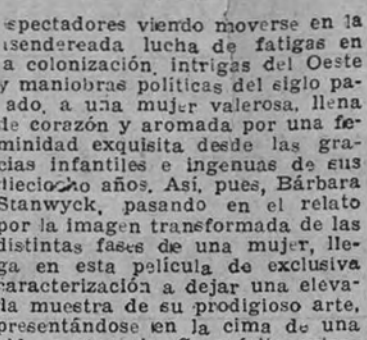 espectadores viendo moverse en la
asendereada lucha de fatigas en
a colonización, intrigas del Oeste
y maniobras políticas del siglo pa-
ado, a una mujer valerosa, llena
de corazón y aromada por una fe-
minidad exquisita desde las gra-
cias infantiles e ingenuas de sus
dieciocho años. Así, pues, Bárbara
Stanwyck, pasando en el relato
por la imagen transformada de las
distintas fases de una mujer, lle-
ga en esta película de exclusiva
caracterización a dejar una eleva-
da muestra de su prodigioso arte,
presentándose en la cima de una